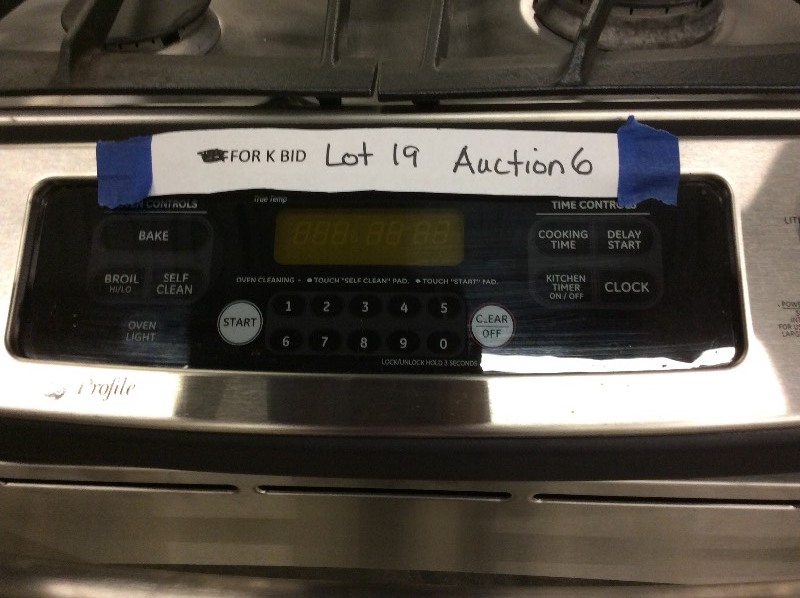 FOR K BID Lot 19 Auction 6
CONTROLS
True Temp
TIME CONTROLS
BAKE
COOKING TIME
DELAY START
BROIL HI/LO
SELF CLEAN
OVEN CLEANING - • TOUCH "SELF CLEAN" PAD. • TOUCH "START" PAD.
KITCHEN TIMER ON / OFF
CLOCK
OVEN LIGHT
START
1 2 3 4 5
6 7 8 9 0
CLEAR OFF
LOCK/UNLOCK HOLD 3 SECONDS
Profile